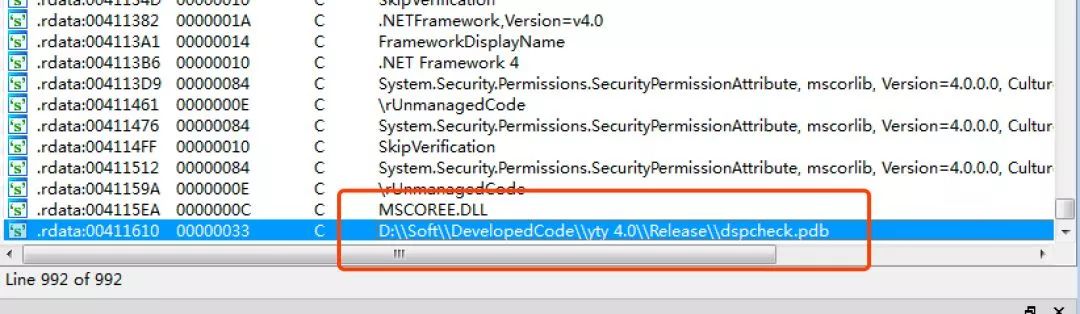 .rdata:00411382 0000001A C .NETFramework,Version=v4.0
.rdata:004113A1 00000014 C FrameworkDisplayName
.rdata:004113B6 00000010 C .NET Framework 4
.rdata:004113D9 00000084 C System.Security.Permissions.SecurityPermissionAttribute, mscorlib, Version=4.0.0.0, Cultur
.rdata:00411461 0000000E C \rUnmanagedCode
.rdata:00411476 00000084 C System.Security.Permissions.SecurityPermissionAttribute, mscorlib, Version=4.0.0.0, Cultur
.rdata:004114FF 00000010 C SkipVerification
.rdata:00411512 00000084 C System.Security.Permissions.SecurityPermissionAttribute, mscorlib, Version=4.0.0.0, Cultur
.rdata:0041159A 0000000E C \rUnmanagedCode
.rdata:004115EA 0000000C C MSCOREE.DLL
.rdata:00411610 00000033 C D:\\Soft\\DevelopedCode\\yty 4.0\\Release\\dspcheck.pdb
Line 992 of 992